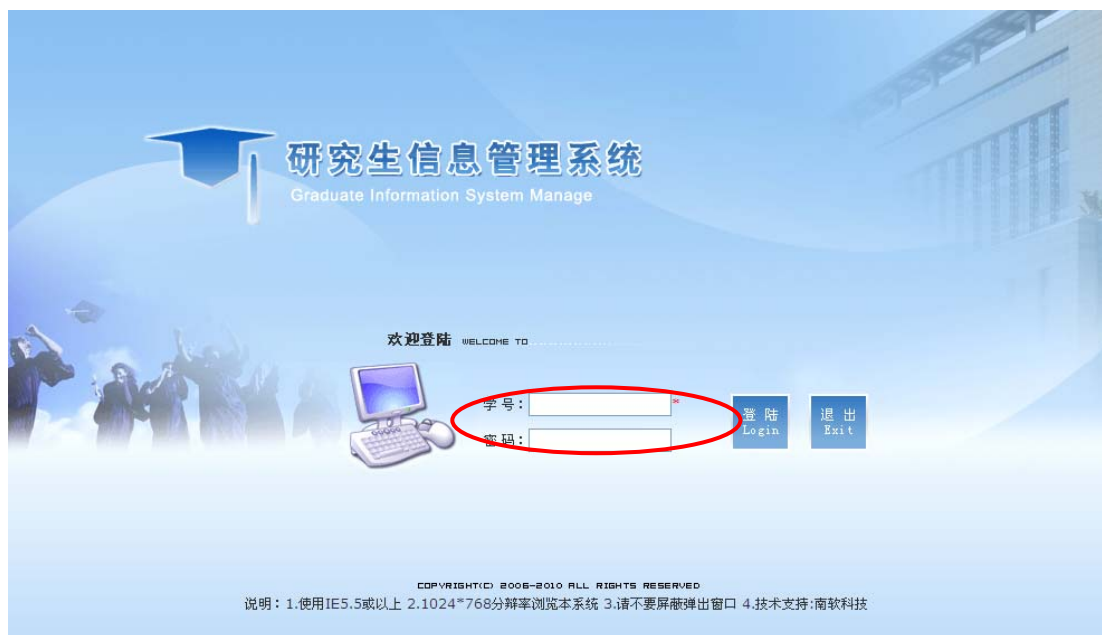 研究生信息管理系统
Graduate Information System Manage
欢迎登陆 WELCOME TO
学号: *
密码:
登陆 退出
Login Exit
COPYRIGHT(C) 2006-2010 ALL RIGHTS RESERVED
说明：1.使用IE5.5或以上 2.1024*768分辩率浏览本系统 3.请不要屏蔽弹出窗口 4.技术支持:南软科技